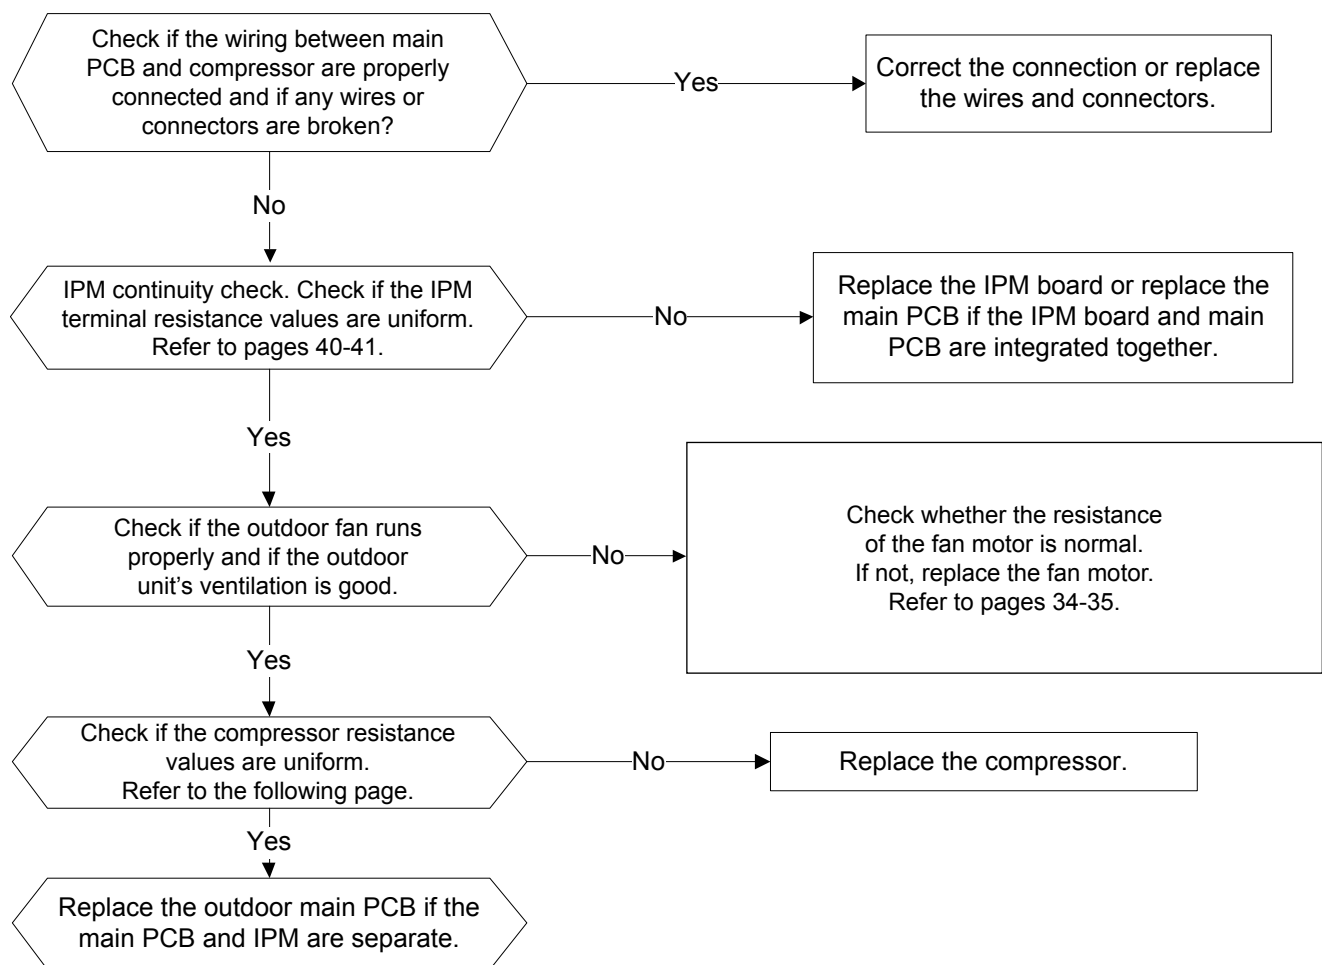 Check if the wiring between main
PCB and compressor are properly
connected and if any wires or
connectors are broken?
Yes
Correct the connection or replace
the wires and connectors.
No
IPM continuity check. Check if the IPM
terminal resistance values are uniform.
Refer to pages 40-41.
No
Replace the IPM board or replace the
main PCB if the IPM board and main
PCB are integrated together.
Yes
Check if the outdoor fan runs
properly and if the outdoor
unit’s ventilation is good.
No
Check whether the resistance
of the fan motor is normal.
If not, replace the fan motor.
Refer to pages 34-35.
Yes
Check if the compressor resistance
values are uniform.
Refer to the following page.
No
Replace the compressor.
Yes
Replace the outdoor main PCB if the
main PCB and IPM are separate.